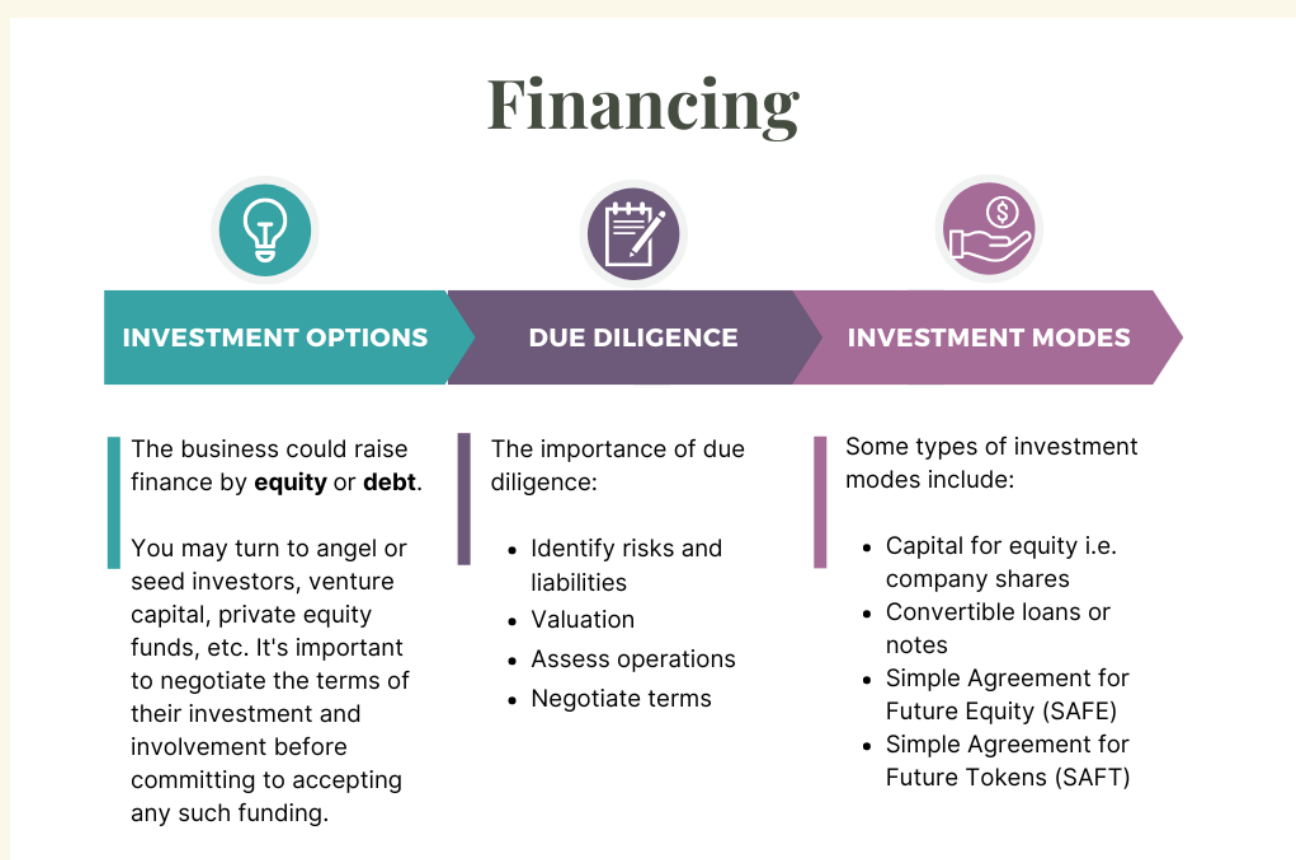 Financing
INVESTMENT OPTIONS
DUE DILIGENCE
INVESTMENT MODES
The business could raise
finance by equity or debt.
You may turn to angel or
seed investors, venture
capital, private equity
funds, etc. It's important
to negotiate the terms of
their investment and
involvement before
committing to accepting
any such funding.
The importance of due
diligence:
• Identify risks and
liabilities
• Valuation
• Assess operations
• Negotiate terms
$
Some types of investment
modes include:
• Capital for equity i.e.
company shares
• Convertible loans or
notes
• Simple Agreement for
Future Equity (SAFE)
• Simple Agreement for
Future Tokens (SAFT)